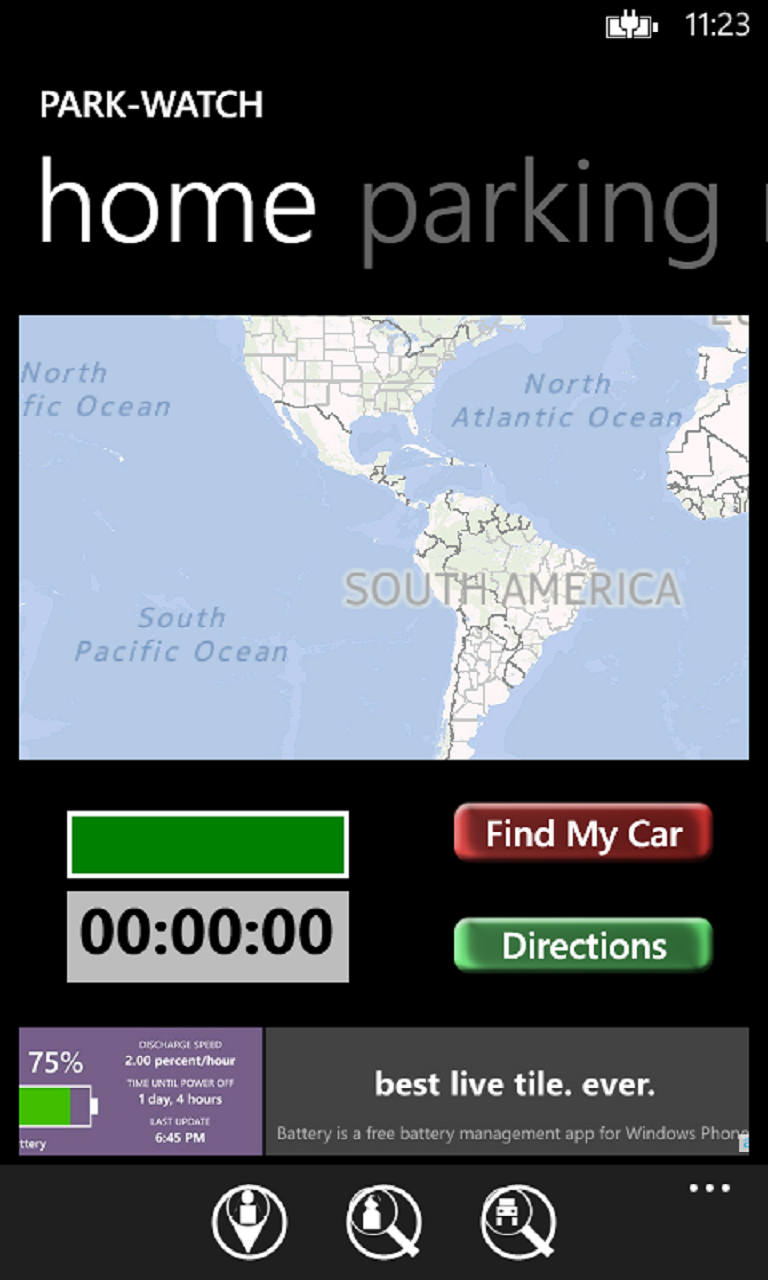 11:23
PARK-WATCH
home parking
North
fic Ocean
North
Atlantic Ocean
SOUTH AMERICA
South
Pacific Ocean
Find My Car
00:00:00
Directions
75%
DISCHARGE SPEED
2.00 percent/hour
TIME UNTIL POWER OFF
1 day, 4 hours
LAST UPDATE
6:45 PM
ttery
best live tile. ever.
Battery is a free battery management app for Windows Phone